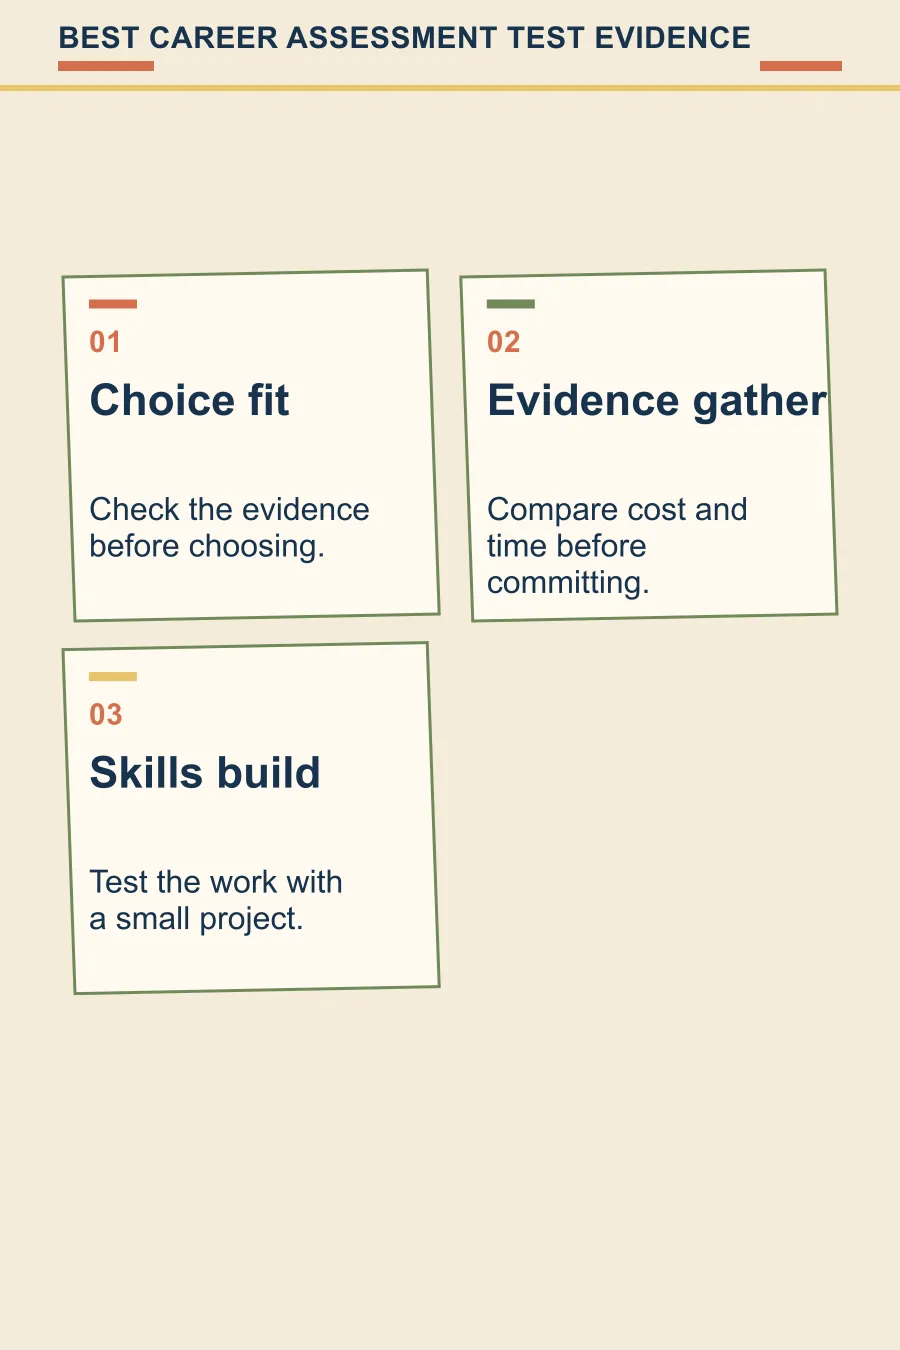 BEST CAREER ASSESSMENT TEST EVIDENCE
01
Choice fit
Check the evidence
before choosing.
02
Evidence gather
Compare cost and
time before
committing.
03
Skills build
Test the work with
a small project.